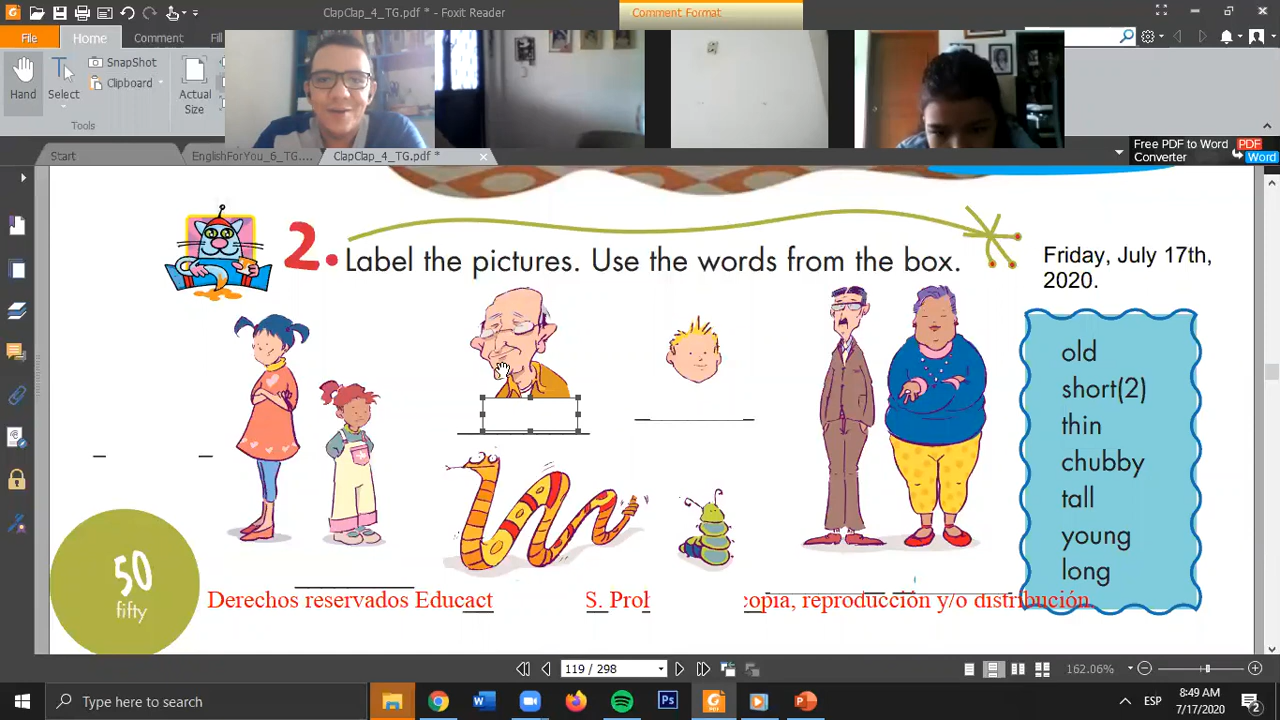 ClapClap_4_TG.pdf * - Foxit Reader
Comment Format
File
Home
Comment
Fill
Hand
Select
SnapShot
Clipboard
Actual
Size
Tools
Free PDF to Word
Converter
PDF
Word
Start
EnglishForYou_6_TG....
ClapClap_4_TG.pdf *
2. Label the pictures. Use the words from the box.
Friday, July 17th,
2020.
old
short(2)
thin
chubby
tall
young
long
50
fifty
Derechos reservados Educact
S. Prol
copia, reproducción y/o distribución.
119 / 298
162.06%
Type here to search
ESP
8:49 AM
7/17/2020
2